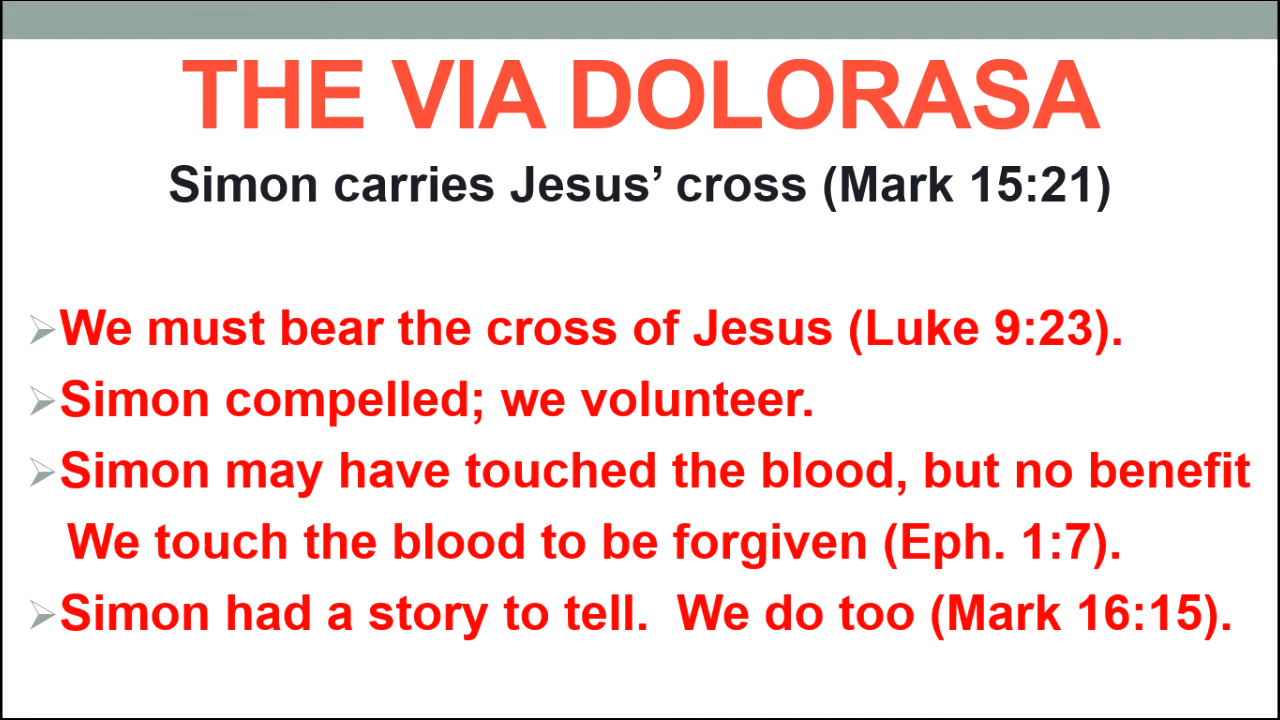 THE VIA DOLORASA
Simon carries Jesus’ cross (Mark 15:21)
We must bear the cross of Jesus (Luke 9:23).
Simon compelled; we volunteer.
Simon may have touched the blood, but no benefit
We touch the blood to be forgiven (Eph. 1:7).
Simon had a story to tell.  We do too (Mark 16:15).